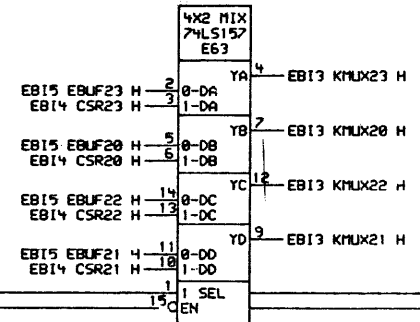 4X2 MIX
74LS157
E63
EBI5 EBUF23 H 2 0-DA YA 4 EBI3 KMUX23 H
EBI4 CSR23 H 3 1-DA
EBI5 EBUF20 H 5 0-DB YB 7 EBI3 KMUX20 H
EBI4 CSR20 H 6 1-DB
EBI5 EBUF22 H 14 0-DC YC 12 EBI3 KMUX22 H
EBI4 CSR22 H 13 1-DC
EBI5 EBUF21 H 11 0-DD YD 9 EBI3 KMUX21 H
EBI4 CSR21 H 10 1-DD
1 1 SEL
15 EN